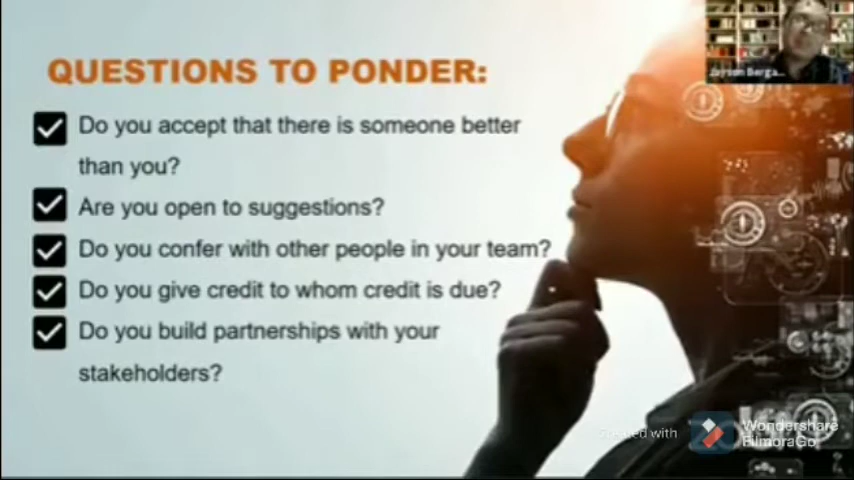 QUESTIONS TO PONDER:
Do you accept that there is someone better
than you?
Are you open to suggestions?
Do you confer with other people in your team?
Do you give credit to whom credit is due?
Do you build partnerships with your
stakeholders?
Created with
Wondershare
FilmoraGo